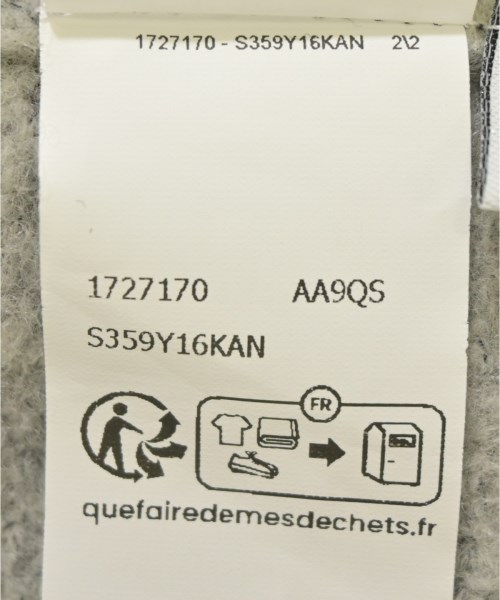 1727170 - S359Y16KAN 2\2
1727170 AA9QS
S359Y16KAN
FR
quefairedemesdechets.fr